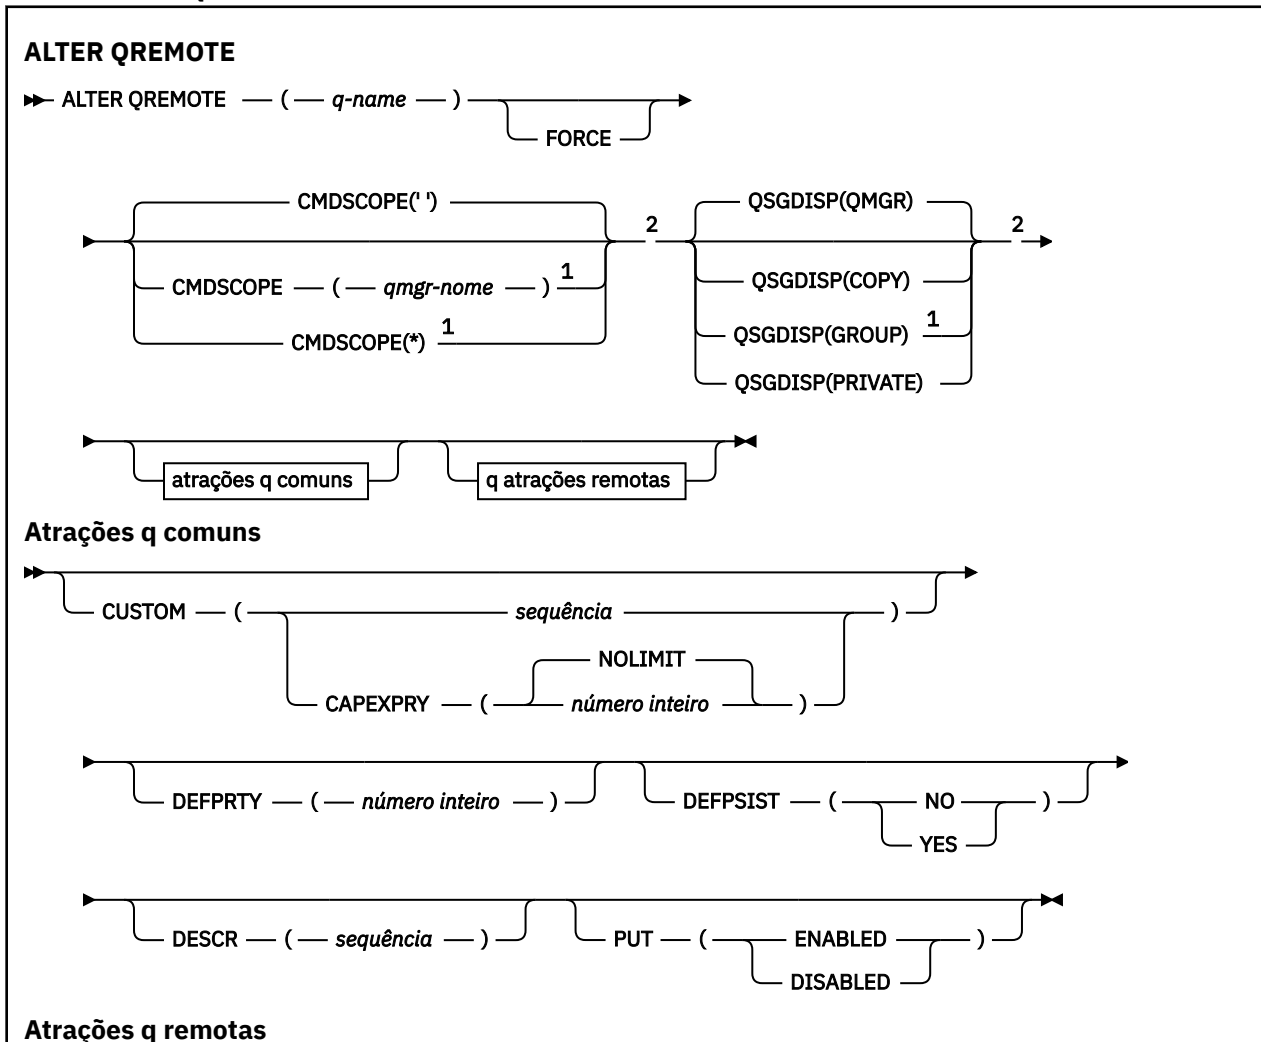 ALTER QREMOTE
ALTER QREMOTE ( q-name )
FORCE
CMDSCOPE(' ') 2
CMDSCOPE ( qmgr-nome ) 1
CMDSCOPE(*) 1
QSGDISP(QMGR) 2
QSGDISP(COPY)
QSGDISP(GROUP) 1
QSGDISP(PRIVATE)
atrações q comuns q atrações remotas
Atrações q comuns
CUSTOM ( sequência )
NOLIMIT
CAPEXPRY ( número inteiro )
DEFPRTY ( número inteiro ) DEFPSIST ( NO )
YES
DESCR ( sequência ) PUT ( ENABLED )
DISABLED
Atrações q remotas